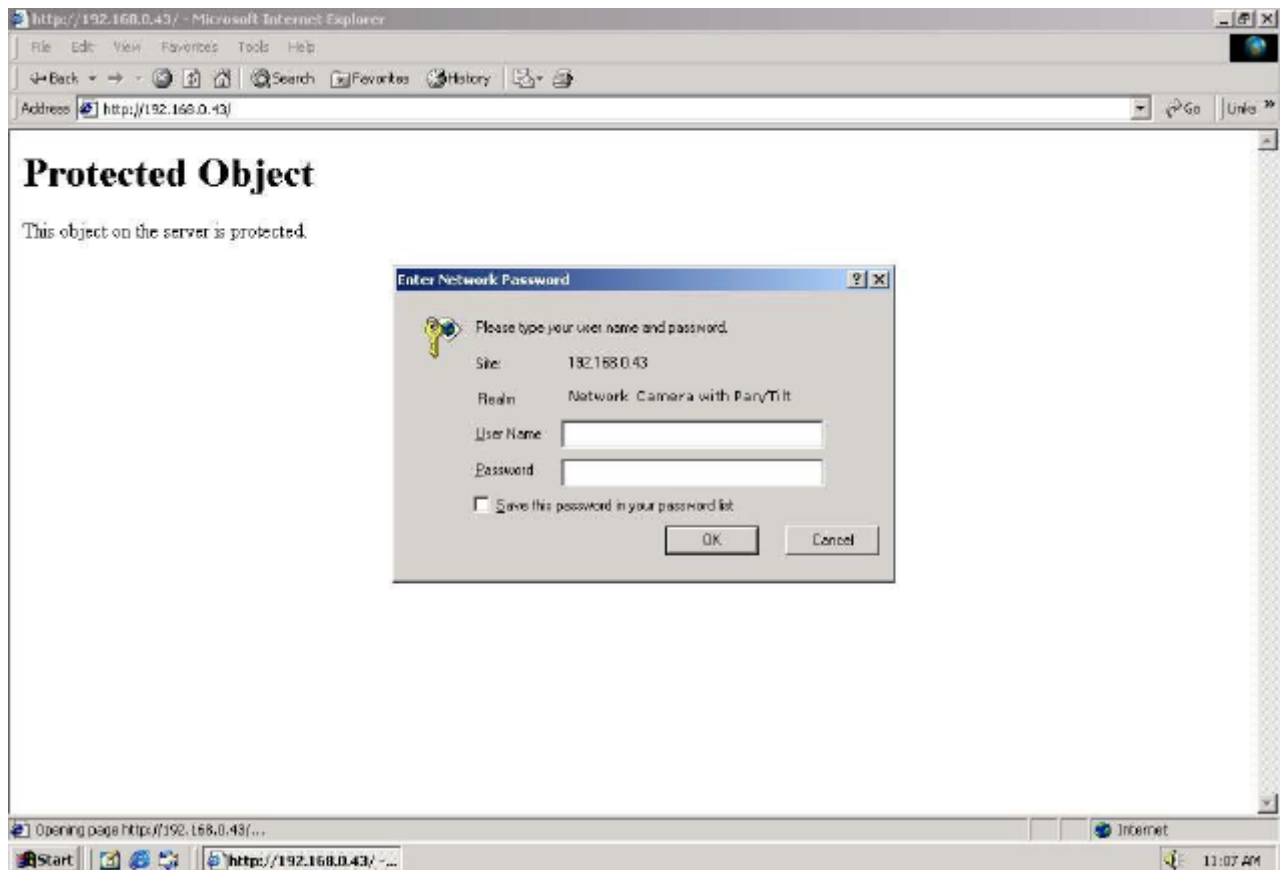 http://192.168.0.43/ - Microsoft Internet Explorer
File Edit View Favorites Tools Help
Back Search Favorites History
Address http://192.168.0.43/ Go Links »
Protected Object
This object on the server is protected.
Enter Network Password
Please type your user name and password.
Site: 192.168.0.43
Realm Network Camera with Pan/Tilt
User Name
Password
Save this password in your password list
OK Cancel
Opening page http://192.168.0.43/... Internet
Start http://192.168.0.43/ -... 11:07 AM